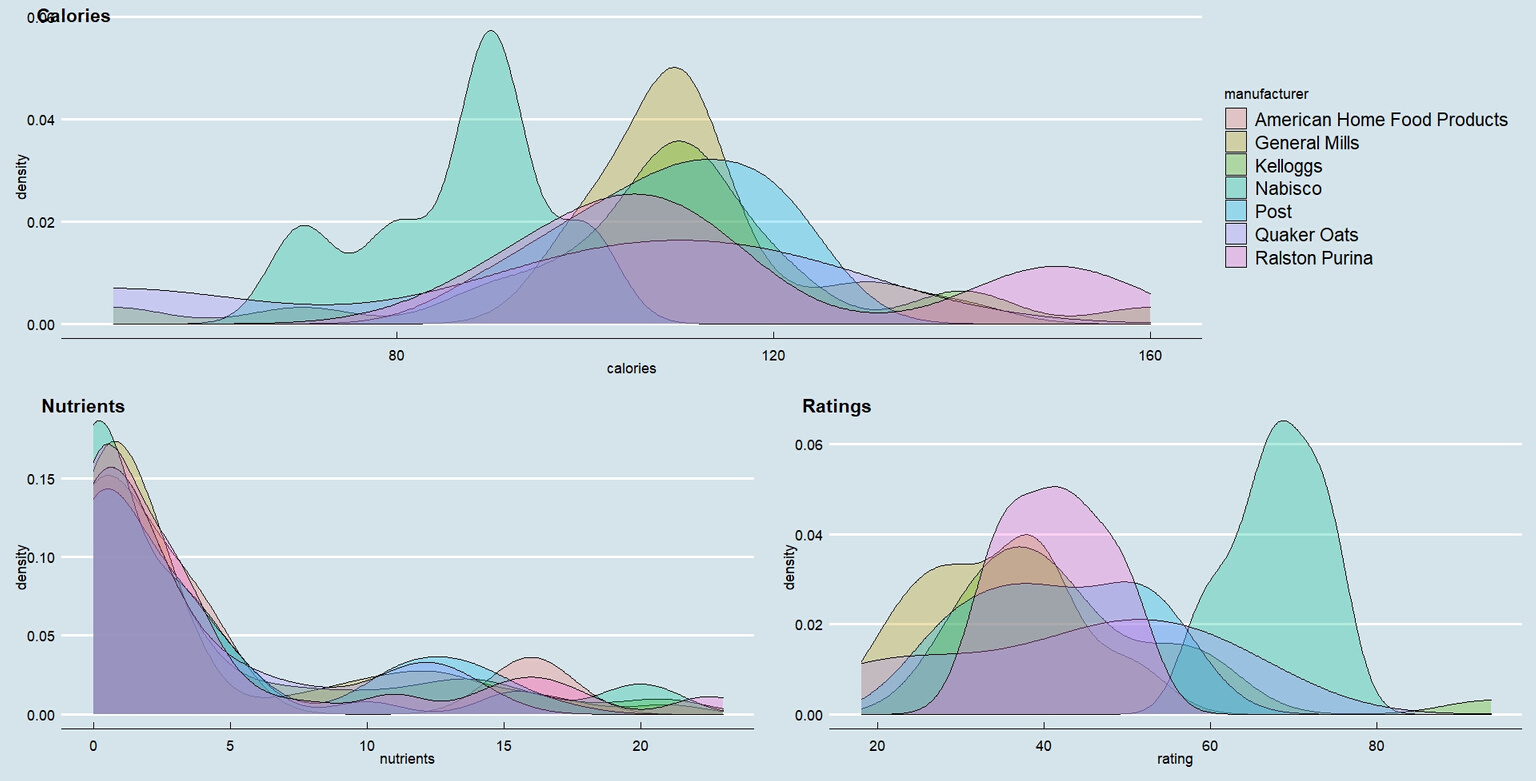 Calories
0.06
0.04
0.02
0.00
density
80 120 160
calories
manufacturer
American Home Food Products
General Mills
Kelloggs
Nabisco
Post
Quaker Oats
Ralston Purina
Nutrients
0.15
0.10
0.05
0.00
density
0 5 10 15 20
nutrients
Ratings
0.06
0.04
0.02
0.00
density
20 40 60 80
rating